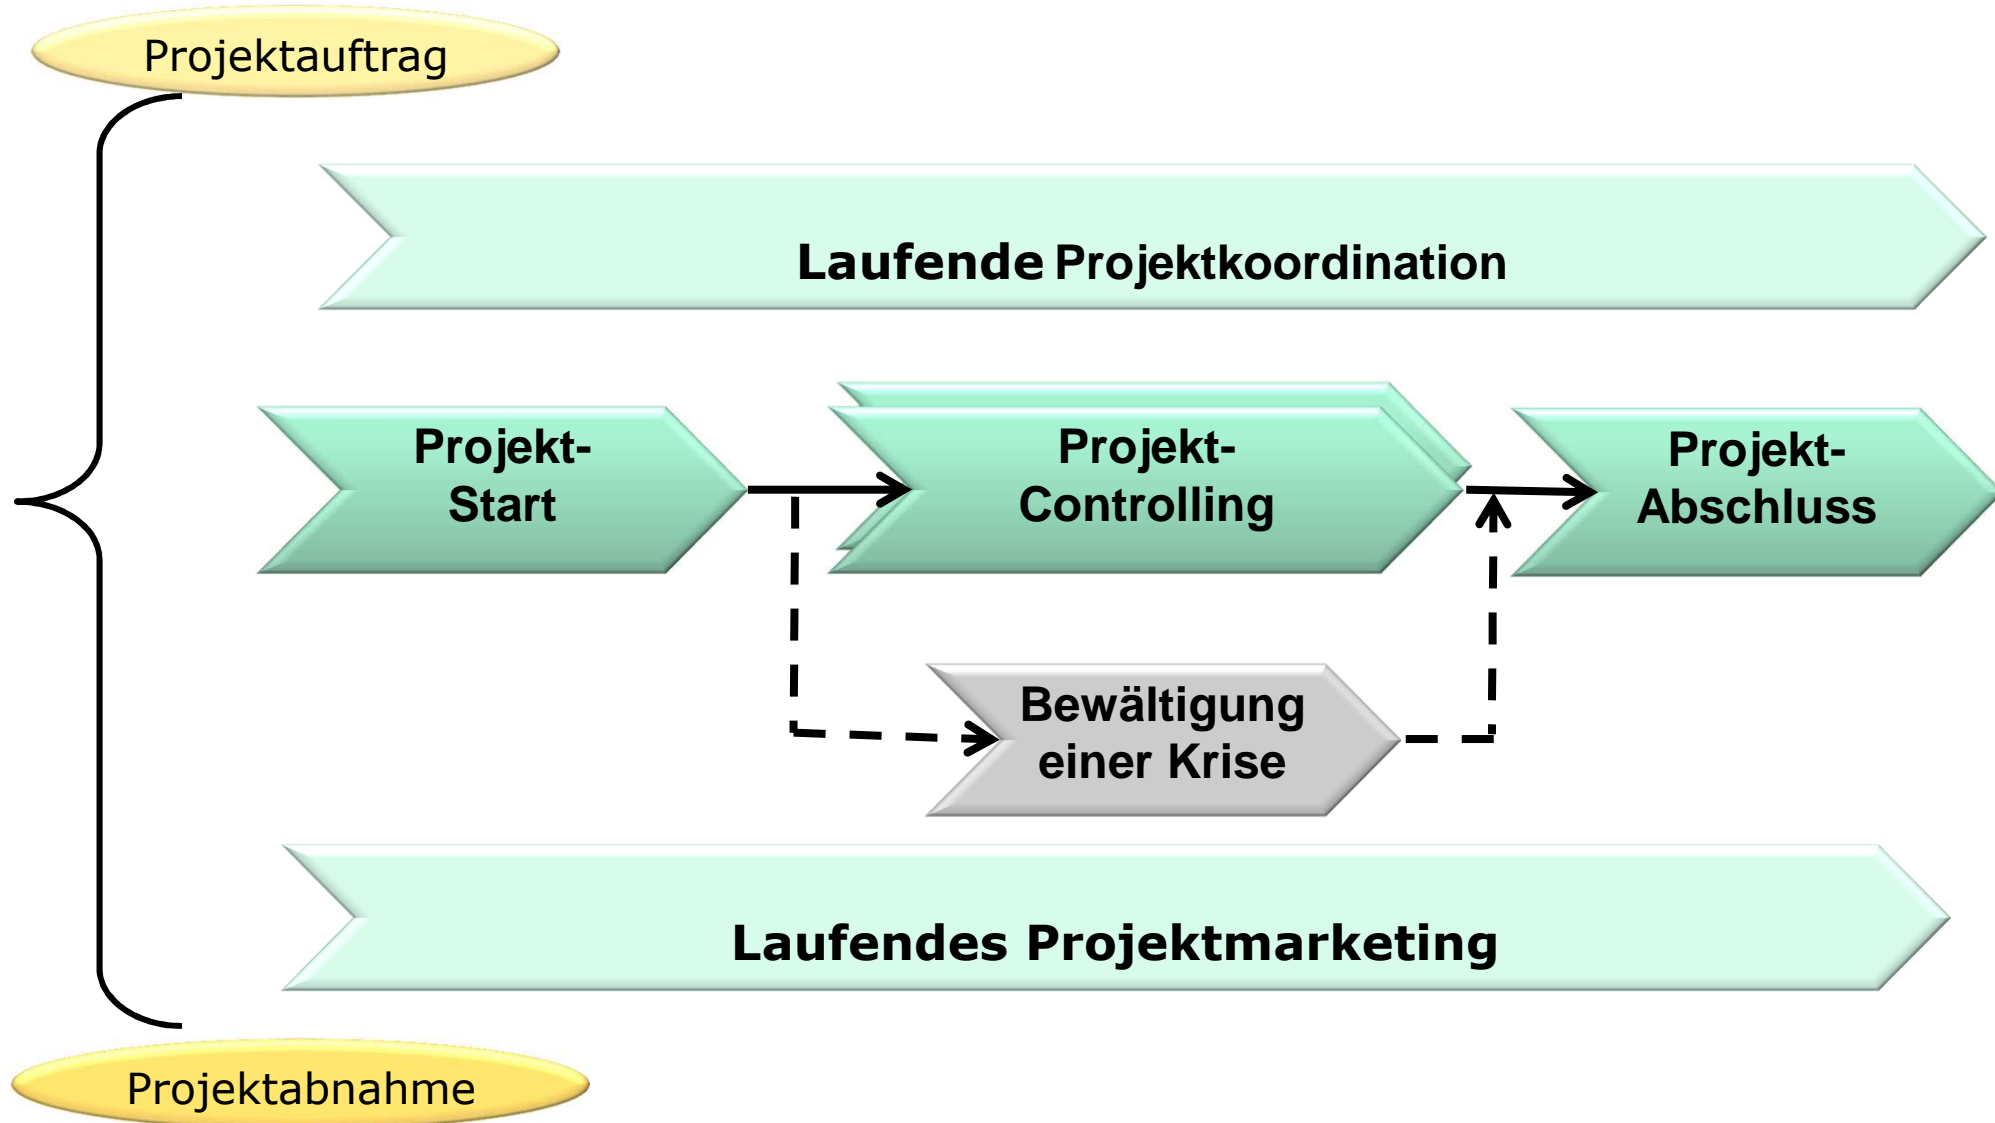 Projektauftrag
Laufende Projektkoordination
Projekt-
Start
Projekt-
Controlling
Projekt-
Abschluss
Bewältigung
einer Krise
Laufendes Projektmarketing
Projektabnahme